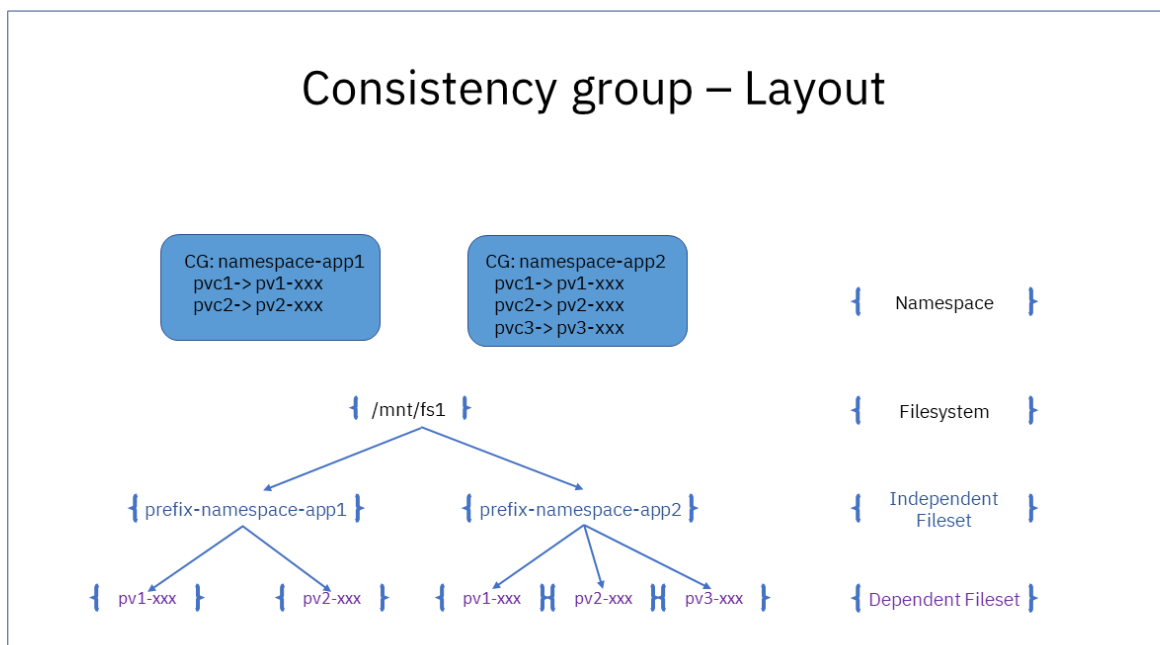 Consistency group – Layout
CG: namespace-app1
pvc1-> pv1-xxx
pvc2-> pv2-xxx
CG: namespace-app2
pvc1-> pv1-xxx
pvc2-> pv2-xxx
pvc3-> pv3-xxx
Namespace
/mnt/fs1
Filesystem
prefix-namespace-app1
prefix-namespace-app2
Independent
Fileset
pv1-xxx
pv2-xxx
pv1-xxx
pv2-xxx
pv3-xxx
Dependent Fileset